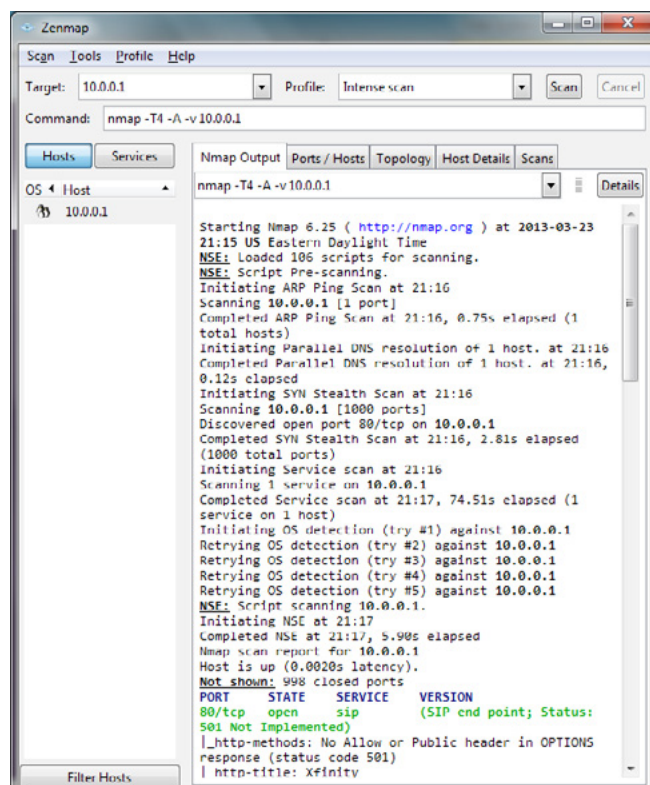 Zenmap
Scan Tools Profile Help
Target: 10.0.0.1 Profile: Intense scan Scan Cancel
Command: nmap -T4 -A -v 10.0.0.1
Hosts Services
OS Host
10.0.0.1
Filter Hosts
Nmap Output Ports / Hosts Topology Host Details Scans
nmap -T4 -A -v 10.0.0.1 Details
Starting Nmap 6.25 ( http://nmap.org ) at 2013-03-23
21:15 US Eastern Daylight Time
NSE: Loaded 106 scripts for scanning.
NSE: Script Pre-scanning.
Initiating ARP Ping Scan at 21:16
Scanning 10.0.0.1 [1 port]
Completed ARP Ping Scan at 21:16, 0.75s elapsed (1
total hosts)
Initiating Parallel DNS resolution of 1 host. at 21:16
Completed Parallel DNS resolution of 1 host. at 21:16,
0.12s elapsed
Initiating SYN Stealth Scan at 21:16
Scanning 10.0.0.1 [1000 ports]
Discovered open port 80/tcp on 10.0.0.1
Completed SYN Stealth Scan at 21:16, 2.81s elapsed
(1000 total ports)
Initiating Service scan at 21:16
Scanning 1 service on 10.0.0.1
Completed Service scan at 21:17, 74.51s elapsed (1
service on 1 host)
Initiating OS detection (try #1) against 10.0.0.1
Retrying OS detection (try #2) against 10.0.0.1
Retrying OS detection (try #3) against 10.0.0.1
Retrying OS detection (try #4) against 10.0.0.1
Retrying OS detection (try #5) against 10.0.0.1
NSE: Script scanning 10.0.0.1.
Initiating NSE at 21:17
Completed NSE at 21:17, 5.90s elapsed
Nmap scan report for 10.0.0.1
Host is up (0.0020s latency).
Not shown: 998 closed ports
PORT STATE SERVICE VERSION
80/tcp open sip (SIP end point; Status:
501 Not Implemented)
|_http-methods: No Allow or Public header in OPTIONS
response (status code 501)
| http-title: Xfinity